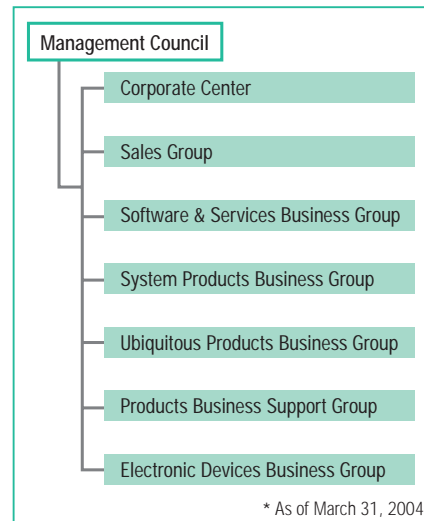 Management Council
Corporate Center
Sales Group
Software & Services Business Group
System Products Business Group
Ubiquitous Products Business Group
Products Business Support Group
Electronic Devices Business Group
* As of March 31, 2004